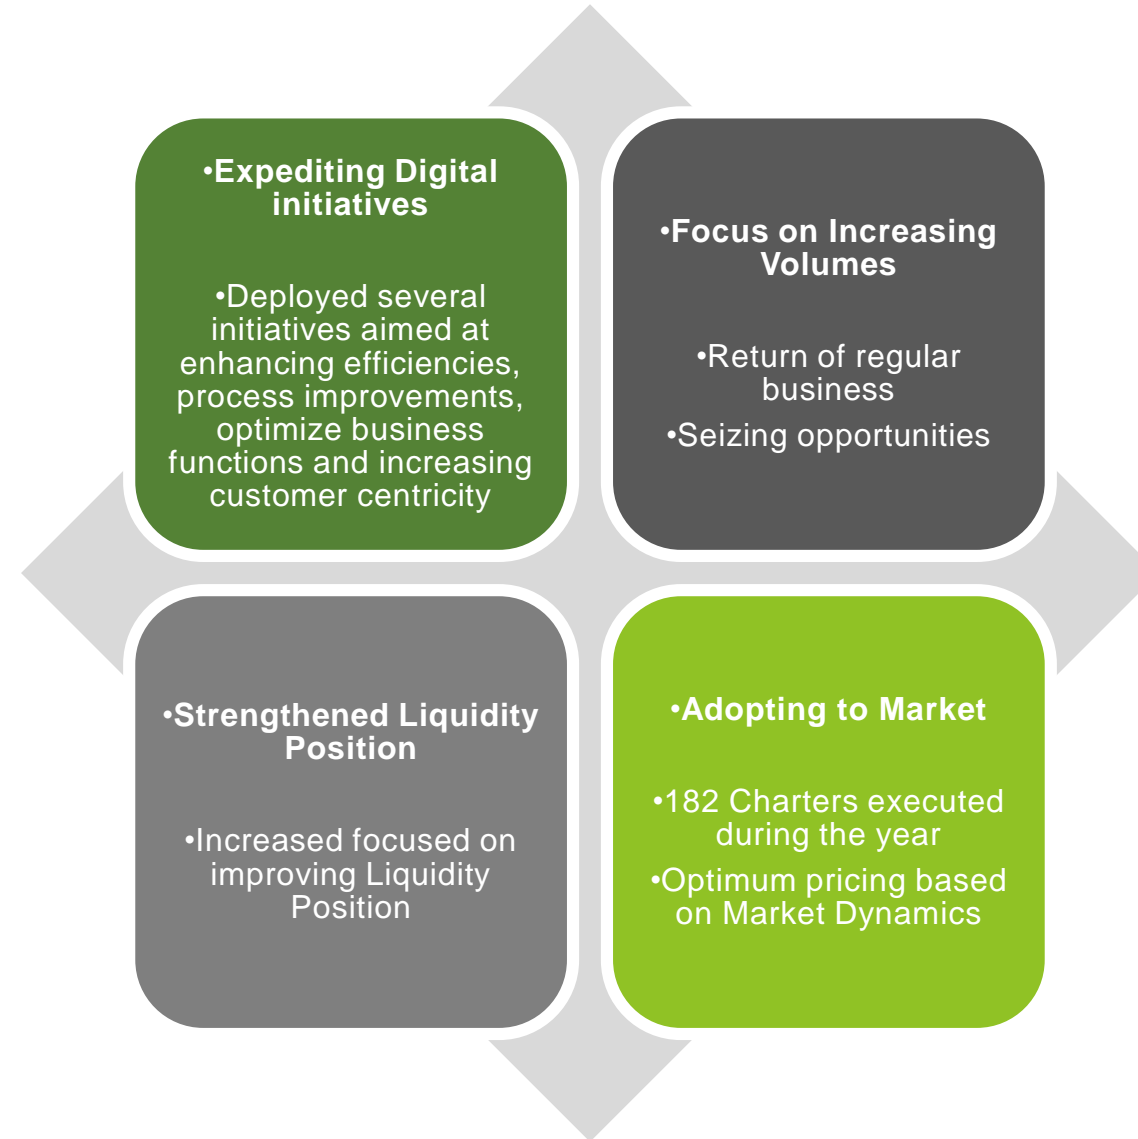 •Expediting Digital
initiatives
•Deployed several
initiatives aimed at
enhancing efficiencies,
process improvements,
optimize business
functions and increasing
customer centricity
•Focus on Increasing
Volumes
•Return of regular
business
•Seizing opportunities
•Strengthened Liquidity
Position
•Increased focused on
improving Liquidity
Position
•Adopting to Market
•182 Charters executed
during the year
•Optimum pricing based
on Market Dynamics